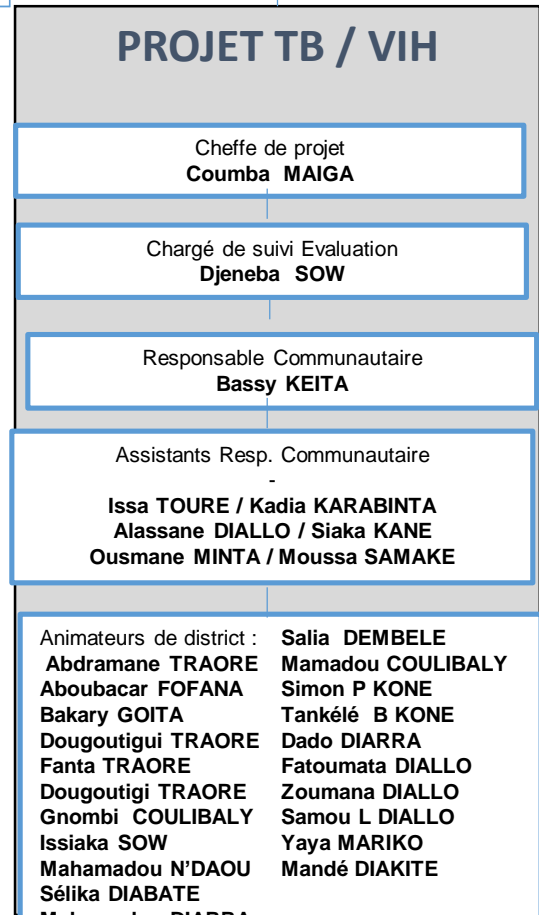 PROJET TB / VIH
Cheffe de projet
Coumba MAIGA
Chargé de suivi Evaluation
Djeneba SOW
Responsable Communautaire
Bassy KEITA
Assistants Resp. Communautaire
-
Issa TOURE / Kadia KARABINTA
Alassane DIALLO / Siaka KANE
Ousmane MINTA / Moussa SAMAKE
Animateurs de district :
Abdramane TRAORE
Aboubacar FOFANA
Bakary GOITA
Dougoutigui TRAORE
Fanta TRAORE
Dougoutigi TRAORE
Gnombi COULIBALY
Issiaka SOW
Mahamadou N'DAOU
Sélika DIABATE
Salia DEMBELE
Mamadou COULIBALY
Simon P KONE
Tankélé B KONE
Dado DIARRA
Fatoumata DIALLO
Zoumana DIALLO
Samou L DIALLO
Yaya MARIKO
Mandé DIAKITE